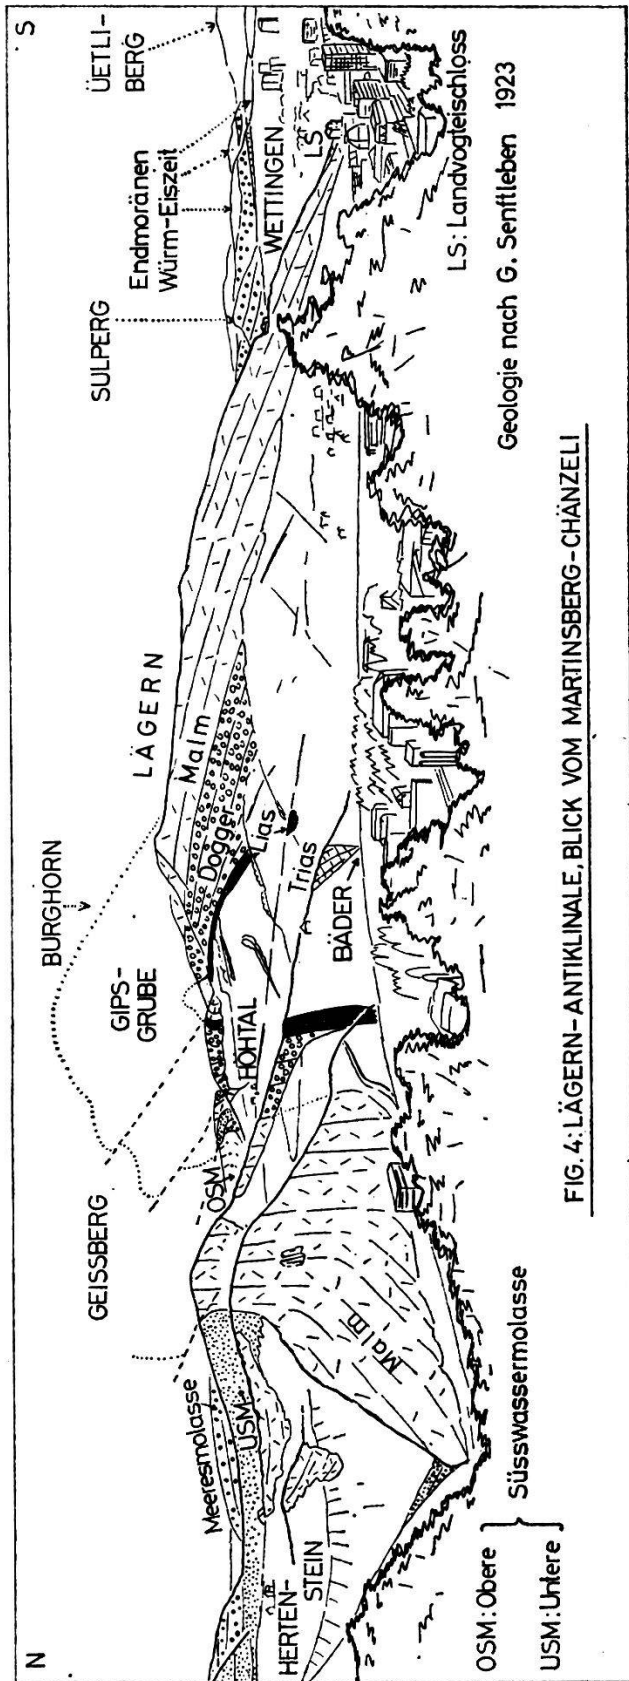 N
S
GEISSBERG
BURGHORN
GIPS-
GRUBE
LÄGERN
SULPERG
Endmoränen
Würm-Eiszeit
ÜETLI-
BERG
Meeresmolasse
USM
OSM
HÖHTAL
Malm
Dogger
Lias
Trias
WETTINGEN
LS
HERTEN-
STEIN
Malm
BÄDER
OSM: Obere
USM: Untere
Süsswassermolasse
LS: Landvogteischloss
Geologie nach G. Senftleben 1923
FIG. 4: LÄGERN-ANTIKLINALE, BLICK VOM MARTINSBERG-CHÄNZELI